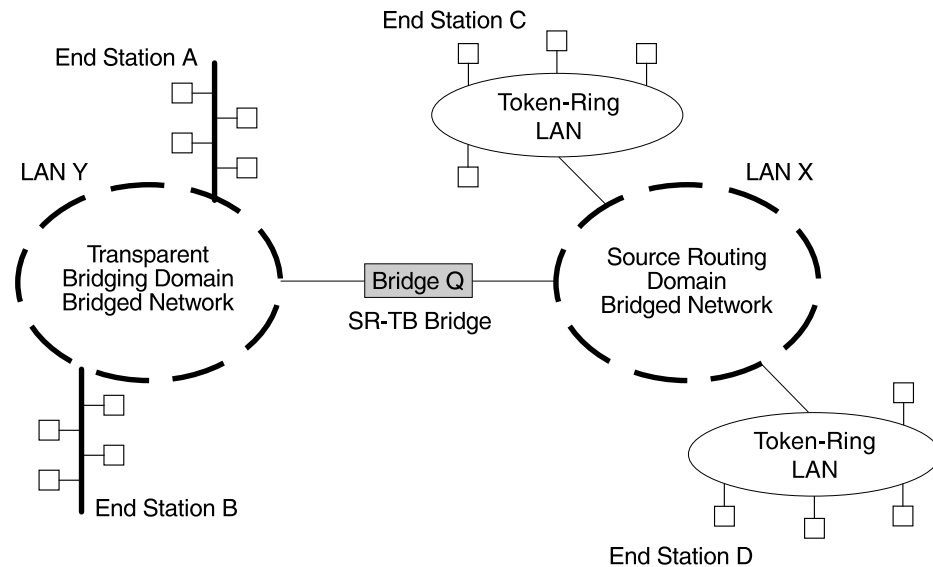 End Station C
End Station A
Token-Ring
LAN
LAN Y
LAN X
Transparent
Bridging Domain
Bridged Network
Bridge Q
SR-TB Bridge
Source Routing
Domain
Bridged Network
Token-Ring
LAN
End Station B
End Station D